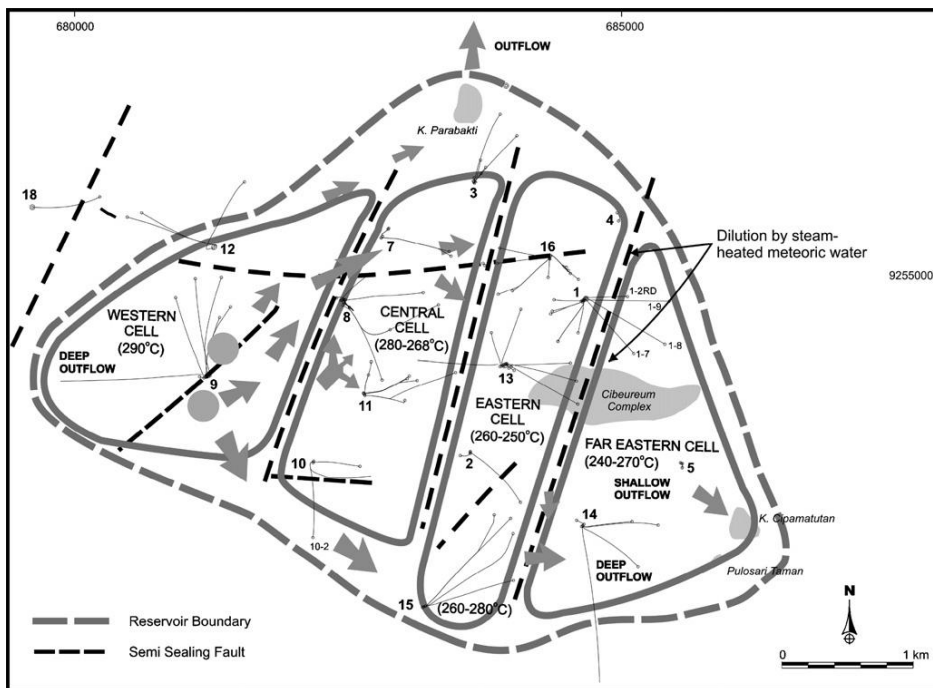 680000
685000
OUTFLOW
K. Parabakti
18
12
3
7
4
16
Dilution by steam-
heated meteoric water
9255000
1
1-2RD
1-9
1-8
1-7
WESTERN
CELL
(290°C)
DEEP
OUTFLOW
8
CENTRAL
CELL
(280-268°C)
9
11
13
Cibeureum
Complex
EASTERN
CELL
(260-250°C)
FAR EASTERN CELL
(240-270°C)
5
SHALLOW
OUTFLOW
10
2
10-2
14
K. Cipamatutan
Pulosari Taman
DEEP
OUTFLOW
15
(260-280°C)
Reservoir Boundary
Semi Sealing Fault
N
0
1 km